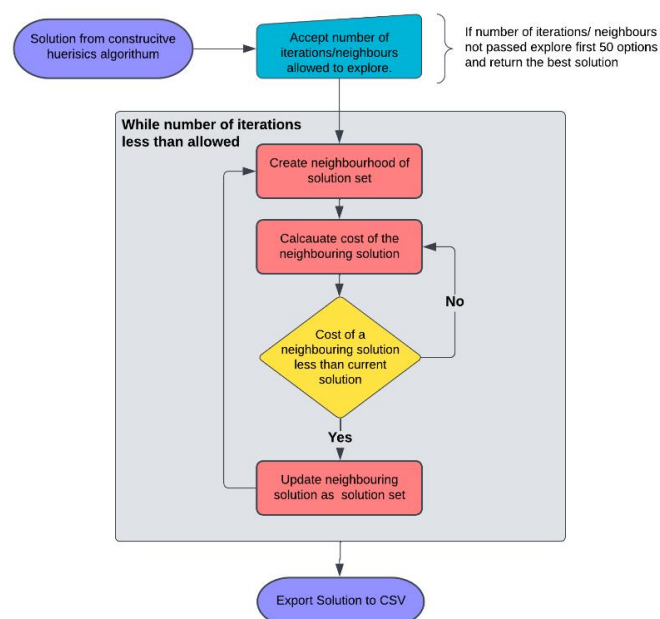 Solution from construcitve
huerisics algorithum
Accept number of
iterations/neighbours
allowed to explore.
If number of iterations/ neighbours
not passed explore first 50 options
and return the best solution
While number of iterations
less than allowed
Create neighbourhood of
solution set
Calcauate cost of the
neighbouring solution
No
Cost of a
neighbouring solution
less than current
solution
Yes
Update neighbouring
solution as solution set
Export Solution to CSV